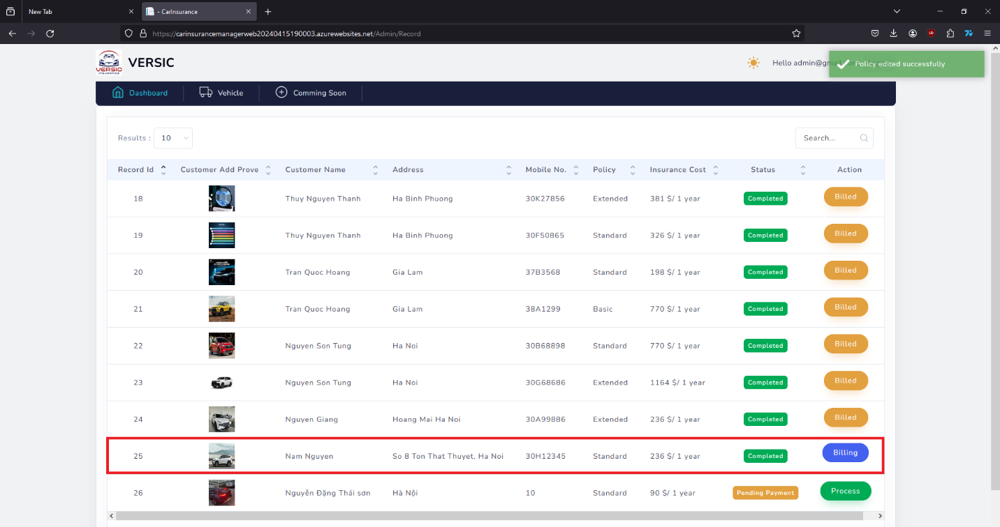 New Tab
- CarInsurance
https://carinsurancemanagerweb20240415190003.azurewebsites.net/Admin/Record
VERSIC
INSURANCE
VERSIC
Hello admin@gmail.com
Policy edited successfully
Dashboard
Vehicle
Comming Soon
Results :
10
Search...
Record Id Customer Add Prove Customer Name Address Mobile No. Policy Insurance Cost Status Action
18 Thuy Nguyen Thanh Ha Binh Phuong 30K27856 Extended 381 $/ 1 year Completed Billed
19 Thuy Nguyen Thanh Ha Binh Phuong 30F50865 Standard 326 $/ 1 year Completed Billed
20 Tran Quoc Hoang Gia Lam 37B3568 Standard 198 $/ 1 year Completed Billed
21 Tran Quoc Hoang Gia Lam 38A1299 Basic 770 $/ 1 year Completed Billed
22 Nguyen Son Tung Ha Noi 30B68898 Standard 770 $/ 1 year Completed Billed
23 Nguyen Son Tung Ha Noi 30G68686 Extended 1164 $/ 1 year Completed Billed
24 Nguyen Giang Hoang Mai Ha Noi 30A99886 Extended 236 $/ 1 year Completed Billed
25 Nam Nguyen So 8 Ton That Thuyet, Ha Noi 30H12345 Standard 236 $/ 1 year Completed Billing
26 Nguyễn Đặng Thái sơn Hà Nội 10 Standard 90 $/ 1 year Pending Payment Process